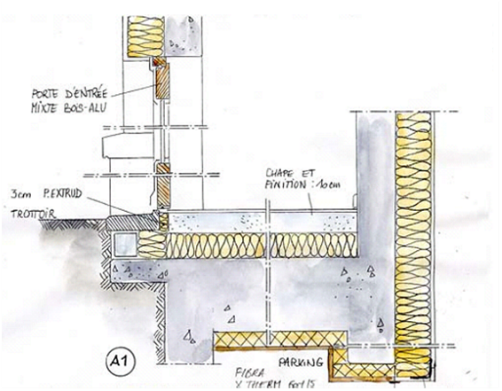 PORTE D'ENTRÉE
MIXTE BOIS-ALU
CHAPE ET
FINITION : 10cm
3cm P.EXTRUD
TROTTOIR
A1
PARKING
FIBRA